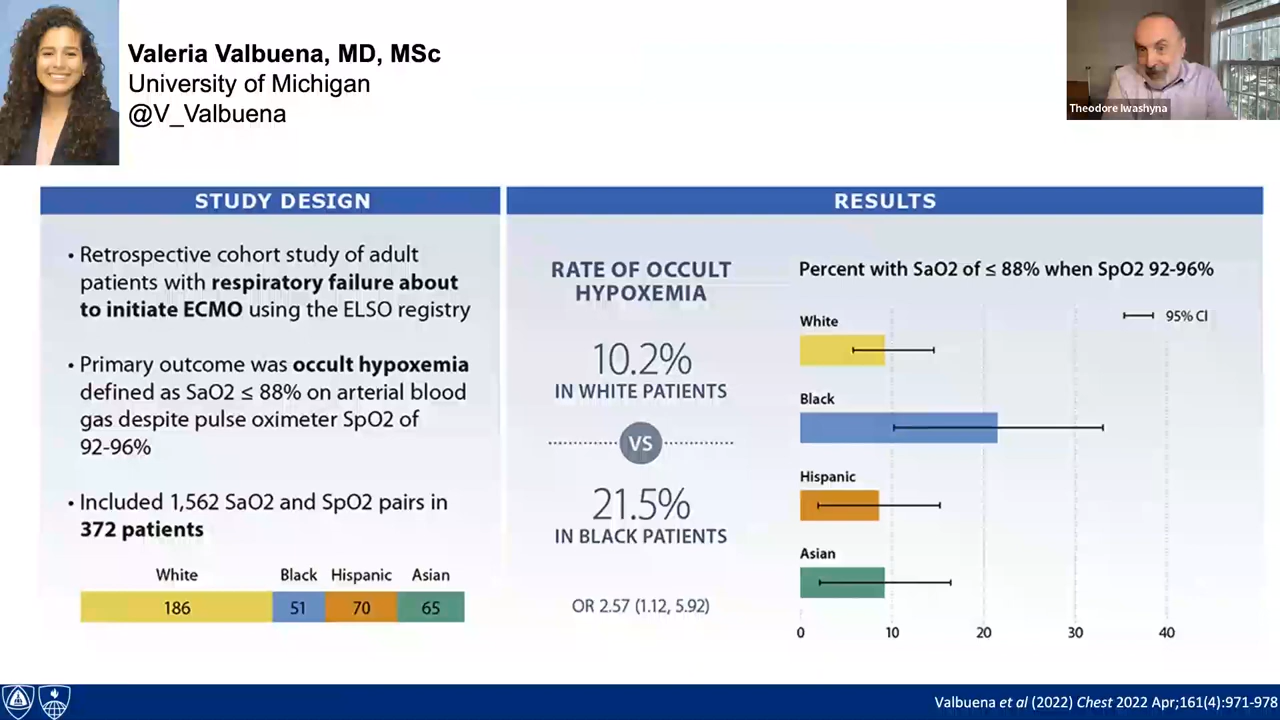 Valeria Valbuena, MD, MSc
University of Michigan
@V_Valbuena
Theodore Iwashyna
STUDY DESIGN
• Retrospective cohort study of adult
patients with respiratory failure about
to initiate ECMO using the ELSO registry
• Primary outcome was occult hypoxemia
defined as SaO2 ≤ 88% on arterial blood
gas despite pulse oximeter SpO2 of
92-96%
• Included 1,562 SaO2 and SpO2 pairs in
372 patients
White Black Hispanic Asian
186 51 70 65
RESULTS
RATE OF OCCULT
HYPOXEMIA
10.2%
IN WHITE PATIENTS
VS
21.5%
IN BLACK PATIENTS
OR 2.57 (1.12, 5.92)
Percent with SaO2 of ≤ 88% when SpO2 92-96%
95% CI
White
Black
Hispanic
Asian
0 10 20 30 40
Valbuena et al (2022) Chest 2022 Apr;161(4):971-978